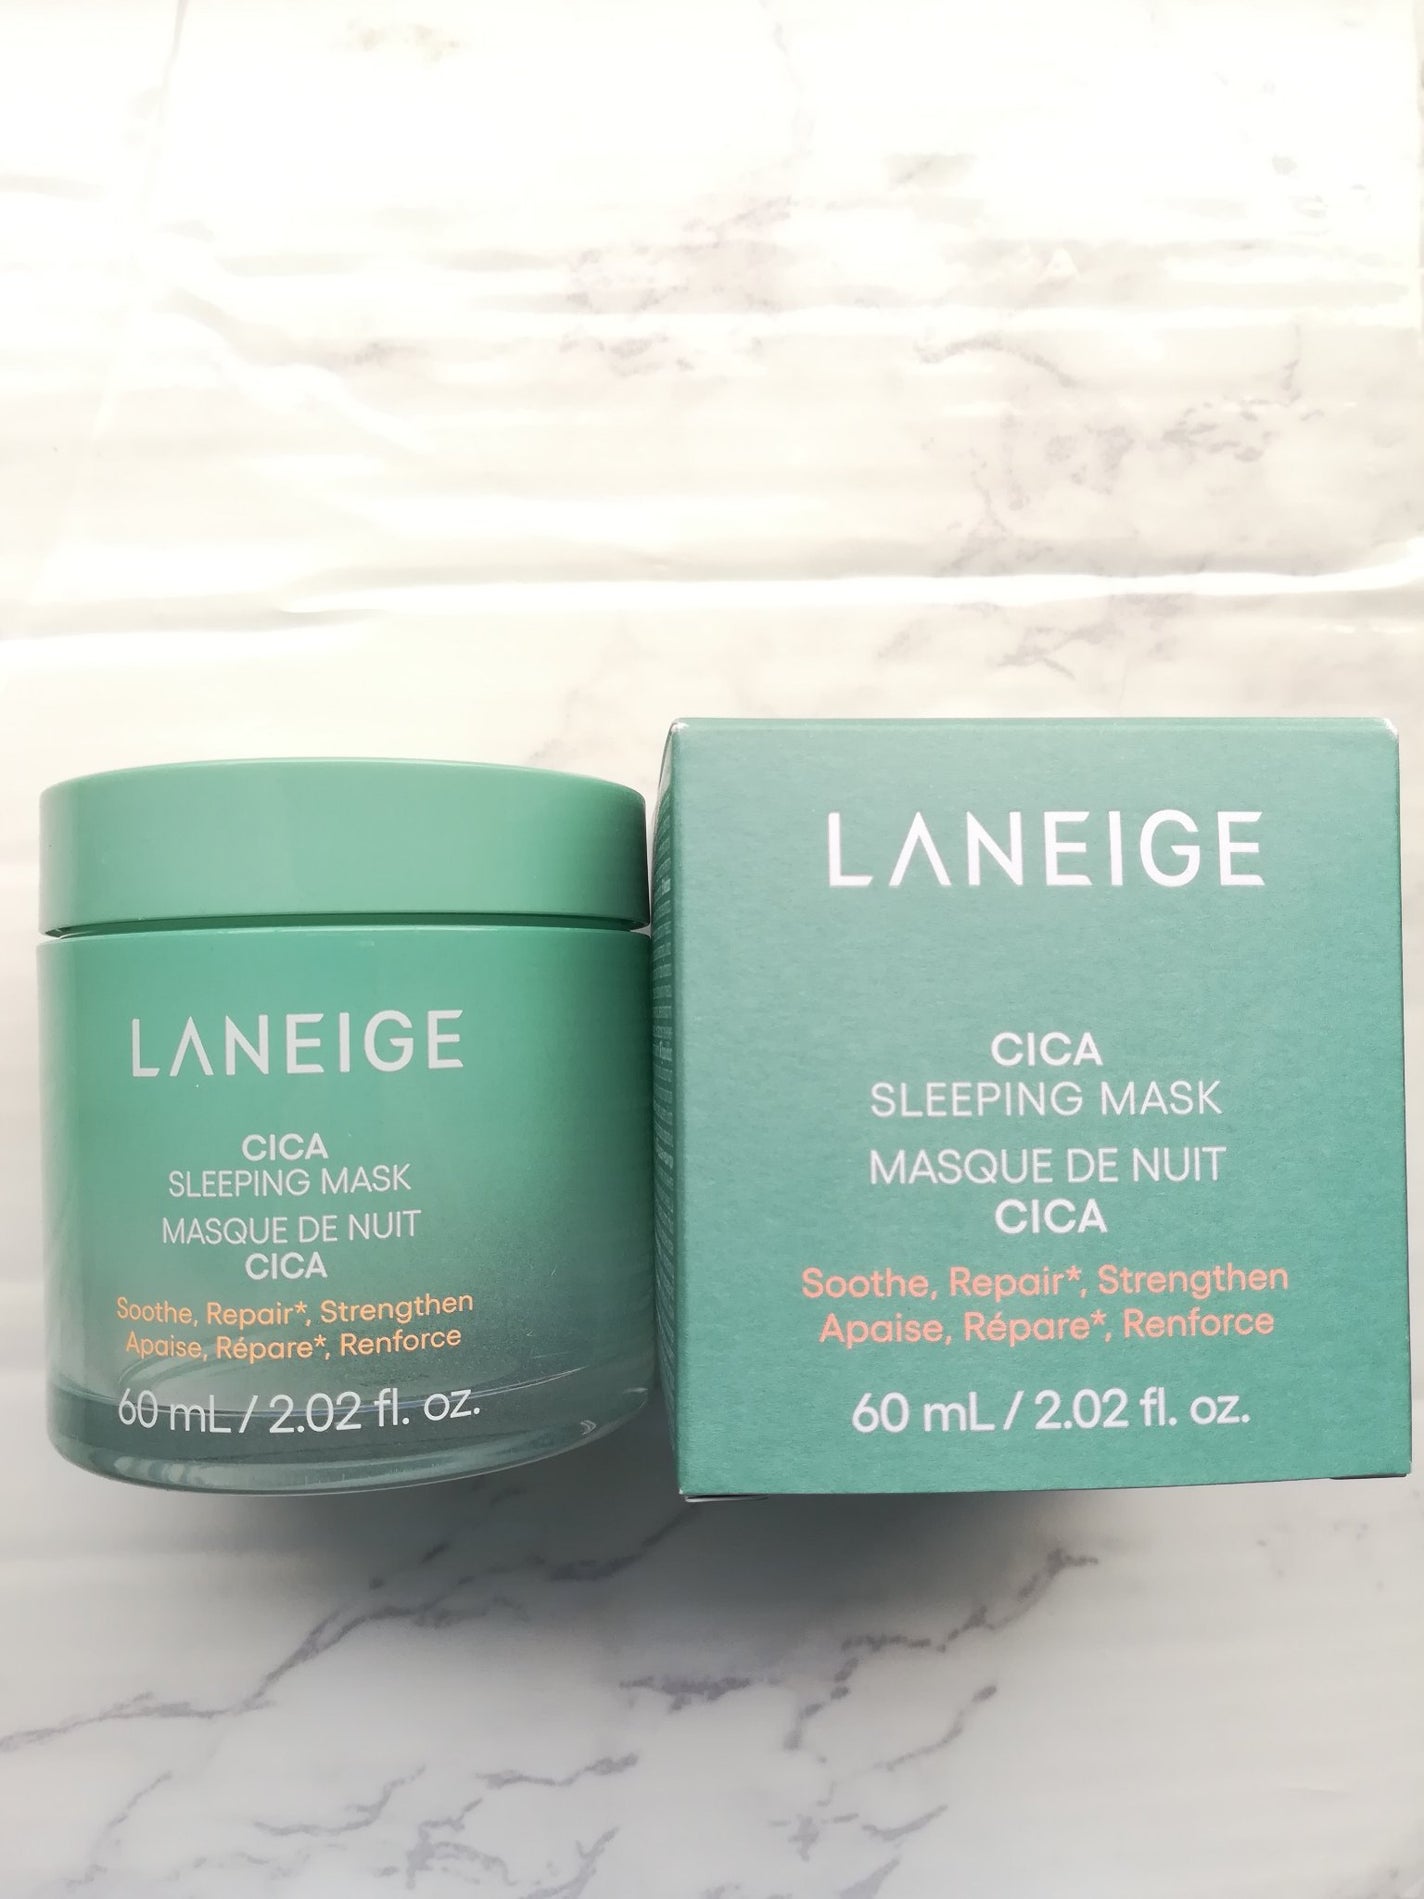 LANEIGE
CICA
SLEEPING MASK
MASQUE DE NUIT
CICA
Soothe, Repair*, Strengthen
Apaise, Répare*, Renforce
60 mL / 2.02 fl. oz.
LANEIGE
CICA
SLEEPING MASK
MASQUE DE NUIT
CICA
Soothe, Repair*, Strengthen
Apaise, Répare*, Renforce
60 mL / 2.02 fl. oz.